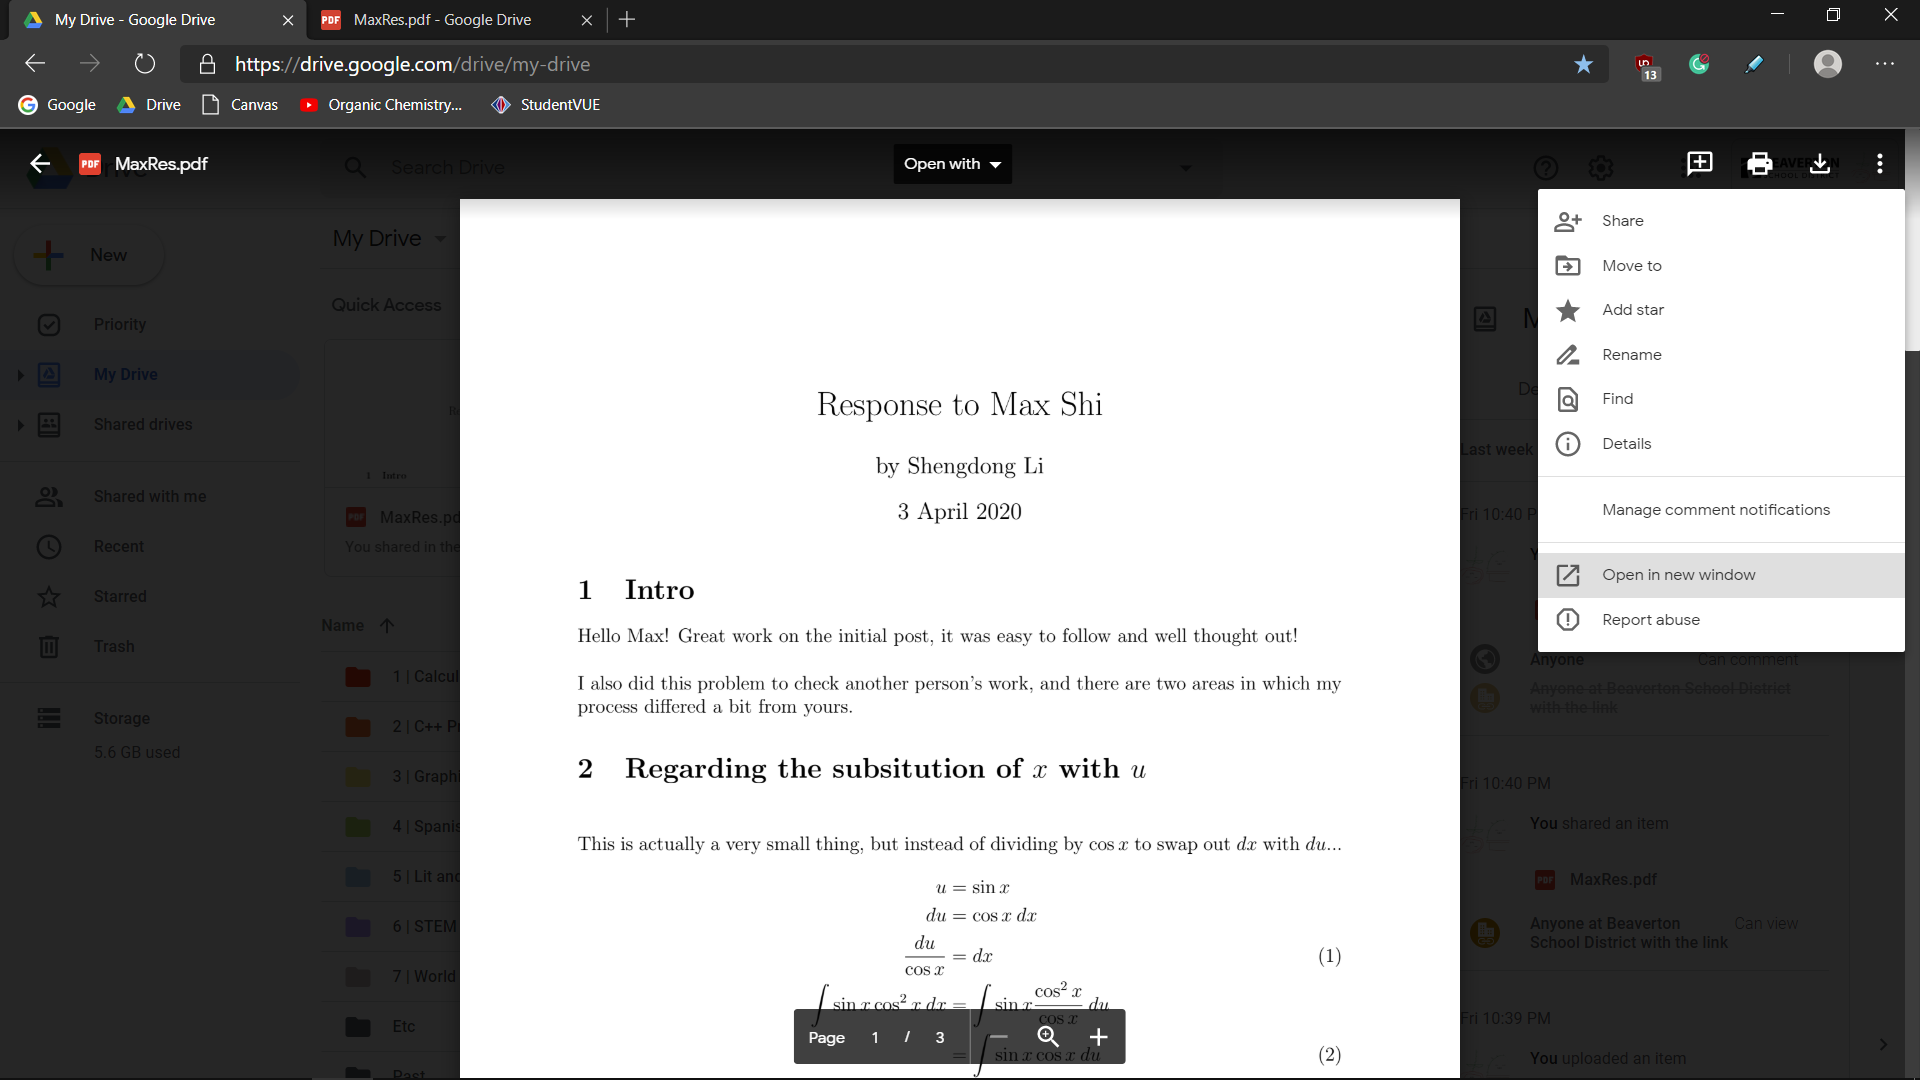 My Drive - Google Drive
MaxRes.pdf - Google Drive
https://drive.google.com/drive/my-drive
13
Google
Drive
Canvas
Organic Chemistry...
StudentVUE
MaxRes.pdf
Search Drive
Open with
New
My Drive
Quick Access
Priority
My Drive
Shared drives
Shared with me
Recent
Starred
Trash
Storage
5.6 GB used
1 Intro
MaxRes.pd
You shared in the
Name
1 | Calcul
2 | C++ P
3 | Graph
4 | Spanis
5 | Lit and
6 | STEM
7 | World
Etc
Past
Response to Max Shi
by Shengdong Li
3 April 2020
1 Intro
Hello Max! Great work on the initial post, it was easy to follow and well thought out!
I also did this problem to check another person's work, and there are two areas in which my
process differed a bit from yours.
2 Regarding the subsitution of x with u
This is actually a very small thing, but instead of dividing by cos x to swap out dx with du...
u = sin x
du = cos x dx
du/cos x = dx (1)
∫ sin x cos² x dx = ∫ sin x cos² x/cos x du
= ∫ sin x cos x du (2)
Page 1 / 3
Share
Move to
Add star
Rename
Find
Details
Manage comment notifications
Open in new window
Report abuse
Last week
Fri 10:40 P
Anyone Can comment
Anyone at Beaverton School District
with the link
Fri 10:40 PM
You shared an item
MaxRes.pdf
Anyone at Beaverton Can view
School District with the link
Fri 10:39 PM
You uploaded an item